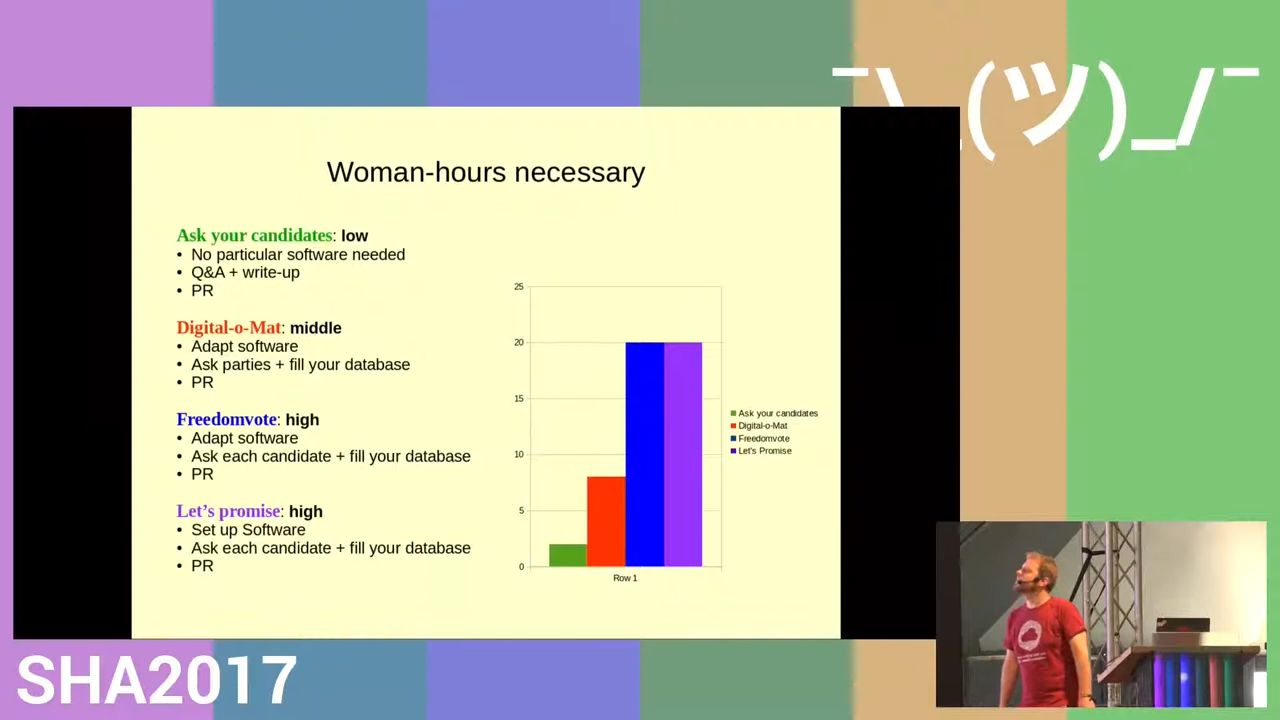 ¯\_(ツ)_/¯
Woman-hours necessary
Ask your candidates: low
• No particular software needed
• Q&A + write-up
• PR
Digital-o-Mat: middle
• Adapt software
• Ask parties + fill your database
• PR
Freedomvote: high
• Adapt software
• Ask each candidate + fill your database
• PR
Let's promise: high
• Set up Software
• Ask each candidate + fill your database
• PR
25
20
15
10
5
0
Row 1
Ask your candidates
Digital-o-Mat
Freedomvote
Let's Promise
SHA2017